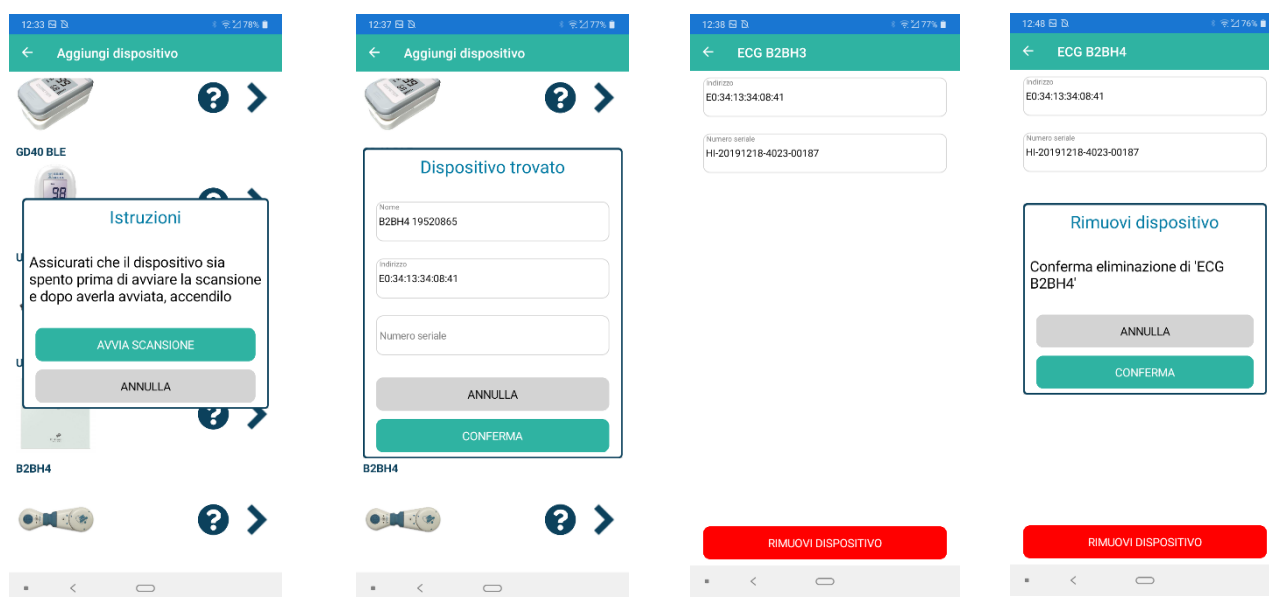 12:33 78%
Aggiungi dispositivo
GD40 BLE
98
U
Istruzioni
Assicurati che il dispositivo sia
spento prima di avviare la scansione
e dopo averla avviata, accendilo
AVVIA SCANSIONE
U
ANNULLA
B2BH4
12:37 77%
Aggiungi dispositivo
Dispositivo trovato
Nome
B2BH4 19520865
Indirizzo
E0:34:13:34:08:41
Numero seriale
ANNULLA
CONFERMA
B2BH4
12:38 77%
ECG B2BH3
Indirizzo
E0:34:13:34:08:41
Numero seriale
HI-20191218-4023-00187
RIMUOVI DISPOSITIVO
12:48 76%
ECG B2BH4
Indirizzo
E0:34:13:34:08:41
Numero seriale
HI-20191218-4023-00187
Rimuovi dispositivo
Conferma eliminazione di 'ECG
B2BH4'
ANNULLA
CONFERMA
RIMUOVI DISPOSITIVO